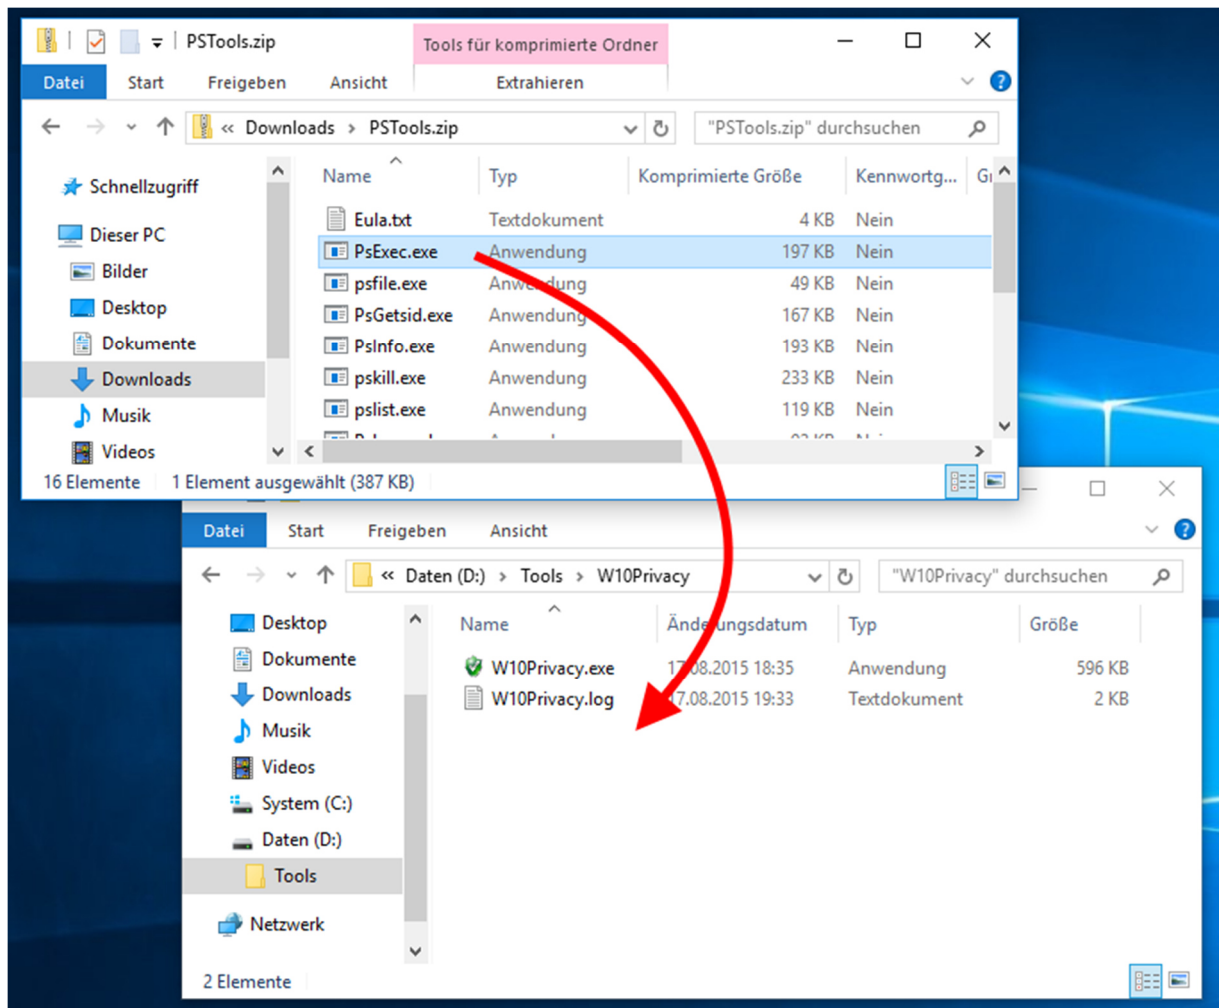 PSTools.zip
Tools für komprimierte Ordner
Datei Start Freigeben Ansicht Extrahieren
« Downloads › PSTools.zip "PSTools.zip" durchsuchen
Name Typ Komprimierte Größe Kennwortg...
Schnellzugriff
Dieser PC
Bilder
Desktop
Dokumente
Downloads
Musik
Videos
Eula.txt Textdokument 4 KB Nein
PsExec.exe Anwendung 197 KB Nein
psfile.exe Anwendung 49 KB Nein
PsGetsid.exe Anwendung 167 KB Nein
PsInfo.exe Anwendung 193 KB Nein
pskill.exe Anwendung 233 KB Nein
pslist.exe Anwendung 119 KB Nein
16 Elemente 1 Element ausgewählt (387 KB)
Datei Start Freigeben Ansicht
« Daten (D:) › Tools › W10Privacy "W10Privacy" durchsuchen
Name Änderungsdatum Typ Größe
Desktop
Dokumente
Downloads
Musik
Videos
System (C:)
Daten (D:)
Tools
Netzwerk
W10Privacy.exe 17.08.2015 18:35 Anwendung 596 KB
W10Privacy.log 17.08.2015 19:33 Textdokument 2 KB
2 Elemente